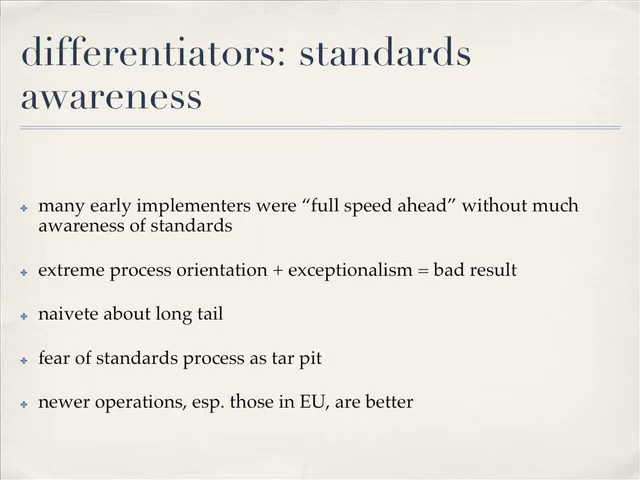 differentiators: standards
awareness
many early implementers were “full speed ahead” without much
awareness of standards
extreme process orientation + exceptionalism = bad result
naivete about long tail
fear of standards process as tar pit
newer operations, esp. those in EU, are better